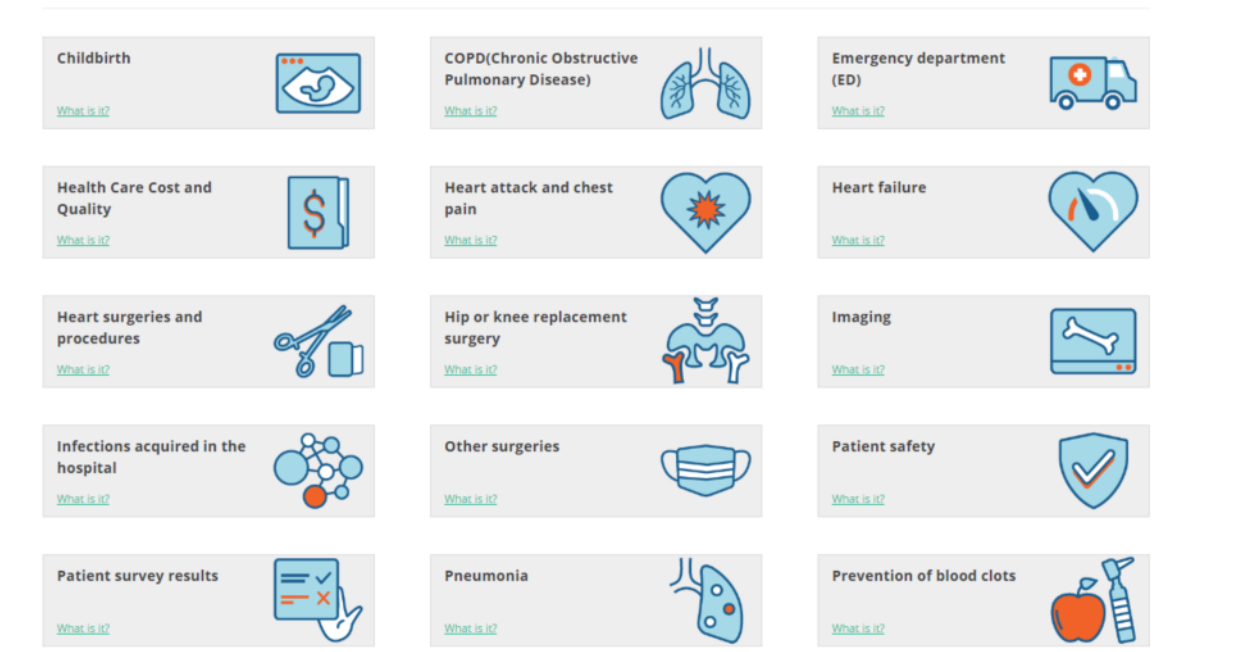 Childbirth
What is it?
COPD(Chronic Obstructive
Pulmonary Disease)
What is it?
Emergency department
(ED)
What is it?
Health Care Cost and
Quality
What is it?
$
Heart attack and chest
pain
What is it?
Heart failure
What is it?
Heart surgeries and
procedures
What is it?
Hip or knee replacement
surgery
What is it?
Imaging
What is it?
Infections acquired in the
hospital
What is it?
Other surgeries
What is it?
Patient safety
What is it?
Patient survey results
What is it?
Pneumonia
What is it?
Prevention of blood clots
What is it?